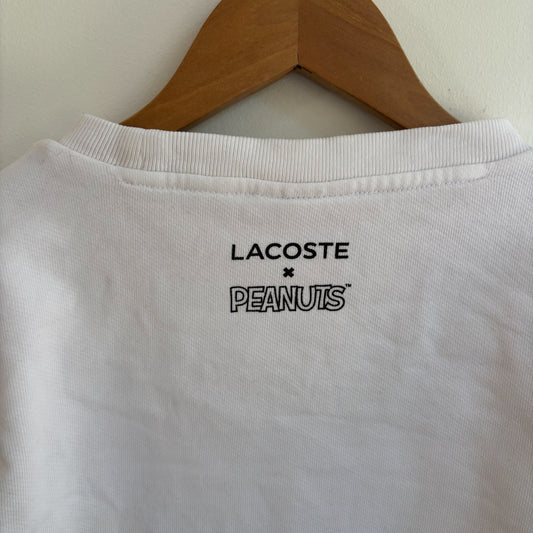 LACOSTE
×
PEANUTS™